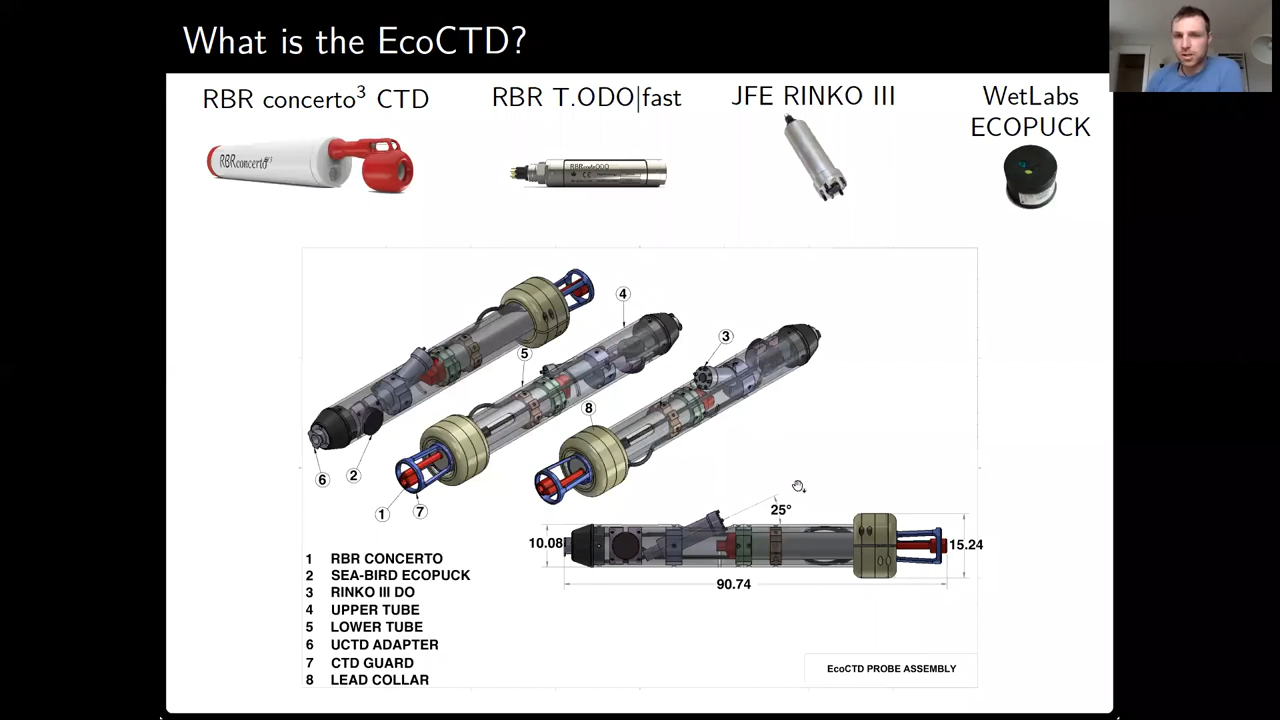 What is the EcoCTD?
RBR concerto³ CTD
RBR T.ODO|fast
JFE RINKO III
WetLabs
ECOPUCK
RBRconcerto³
4
5
3
8
6
2
1
7
25°
10.08
15.24
90.74
1 RBR CONCERTO
2 SEA-BIRD ECOPUCK
3 RINKO III DO
4 UPPER TUBE
5 LOWER TUBE
6 UCTD ADAPTER
7 CTD GUARD
8 LEAD COLLAR
EcoCTD PROBE ASSEMBLY